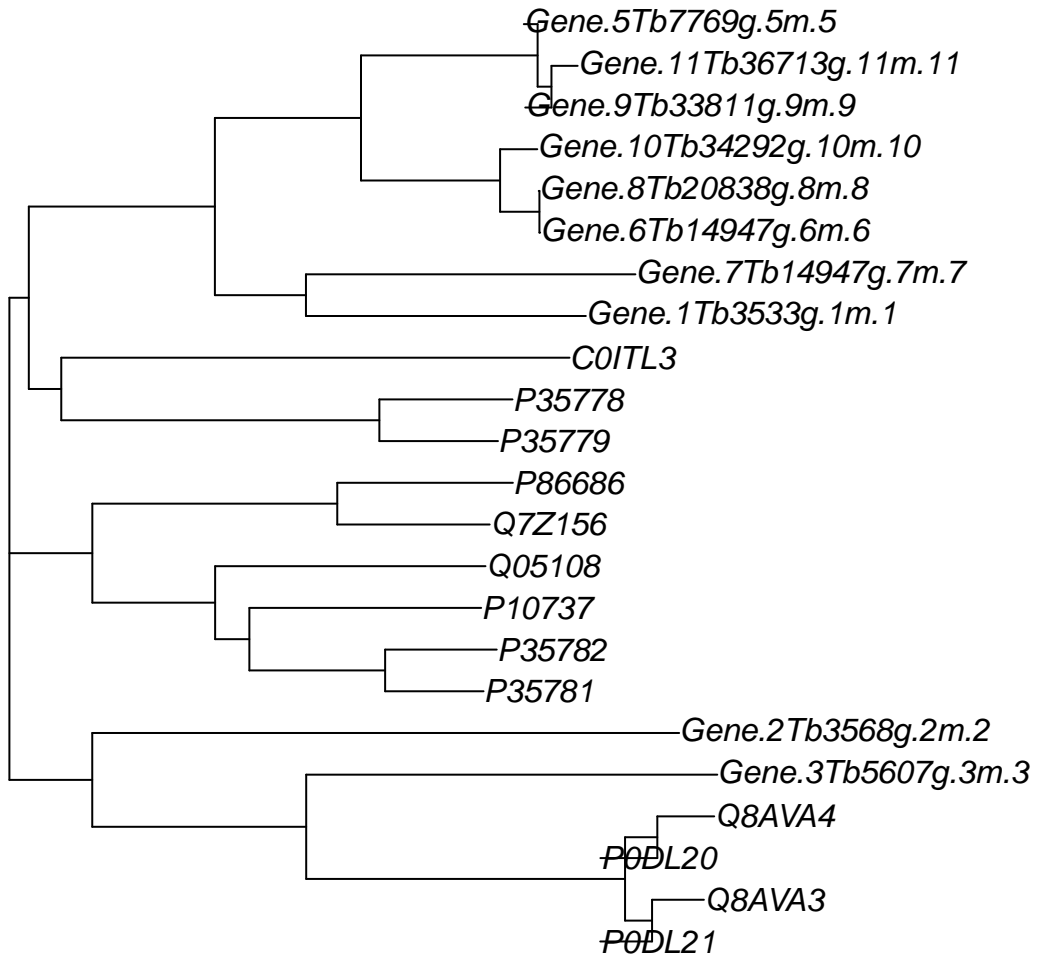 Gene.5Tb7769g.5m.5
Gene.11Tb36713g.11m.11
Gene.9Tb33811g.9m.9
Gene.10Tb34292g.10m.10
Gene.8Tb20838g.8m.8
Gene.6Tb14947g.6m.6
Gene.7Tb14947g.7m.7
Gene.1Tb3533g.1m.1
C0ITL3
P35778
P35779
P86686
Q7Z156
Q05108
P10737
P35782
P35781
Gene.2Tb3568g.2m.2
Gene.3Tb5607g.3m.3
Q8AVA4
P0DL20
Q8AVA3
P0DL21